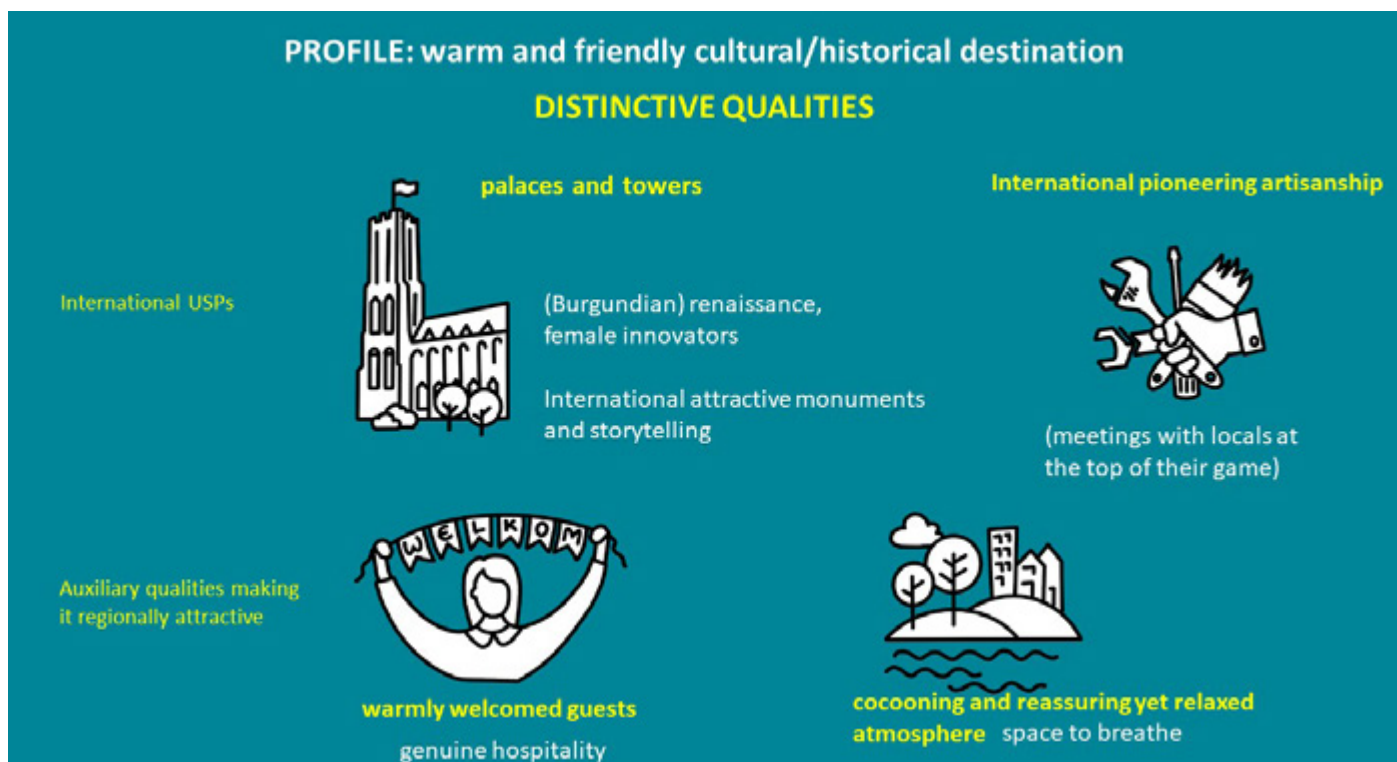 PROFILE: warm and friendly cultural/historical destination
DISTINCTIVE QUALITIES
palaces and towers
International pioneering artisanship
International USPs
(Burgundian) renaissance,
female innovators
International attractive monuments
and storytelling
(meetings with locals at
the top of their game)
WELKOM
Auxiliary qualities making
it regionally attractive
warmly welcomed guests
genuine hospitality
cocooning and reassuring yet relaxed
atmosphere space to breathe